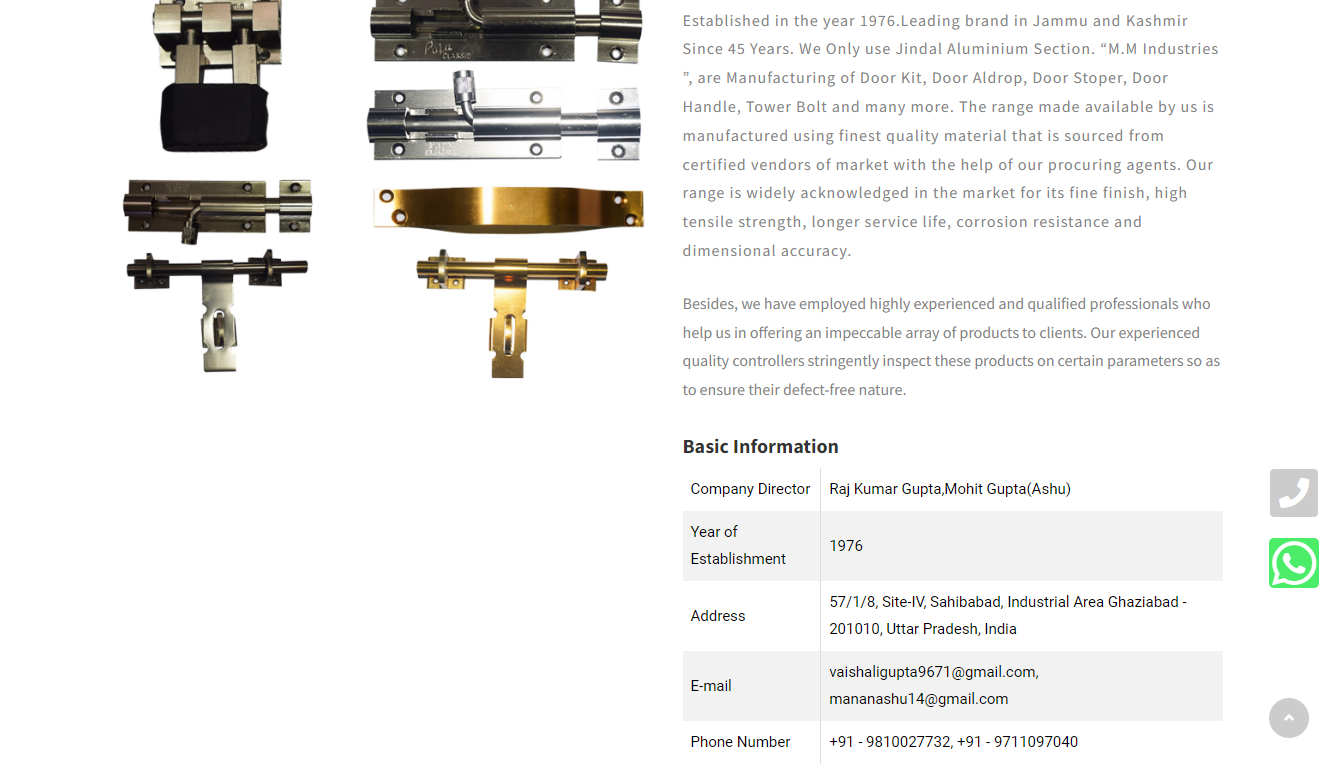 Established in the year 1976.Leading brand in Jammu and Kashmir
Since 45 Years. We Only use Jindal Aluminium Section. “M.M Industries
”, are Manufacturing of Door Kit, Door Aldrop, Door Stoper, Door
Handle, Tower Bolt and many more. The range made available by us is
manufactured using finest quality material that is sourced from
certified vendors of market with the help of our procuring agents. Our
range is widely acknowledged in the market for its fine finish, high
tensile strength, longer service life, corrosion resistance and
dimensional accuracy.
Besides, we have employed highly experienced and qualified professionals who
help us in offering an impeccable array of products to clients. Our experienced
quality controllers stringently inspect these products on certain parameters so as
to ensure their defect-free nature.
Basic Information
Company Director Raj Kumar Gupta,Mohit Gupta(Ashu)
Year of
Establishment
1976
Address
57/1/8, Site-IV, Sahibabad, Industrial Area Ghaziabad -
201010, Uttar Pradesh, India
E-mail
vaishaligupta9671@gmail.com,
mananashu14@gmail.com
Phone Number +91 - 9810027732, +91 - 9711097040